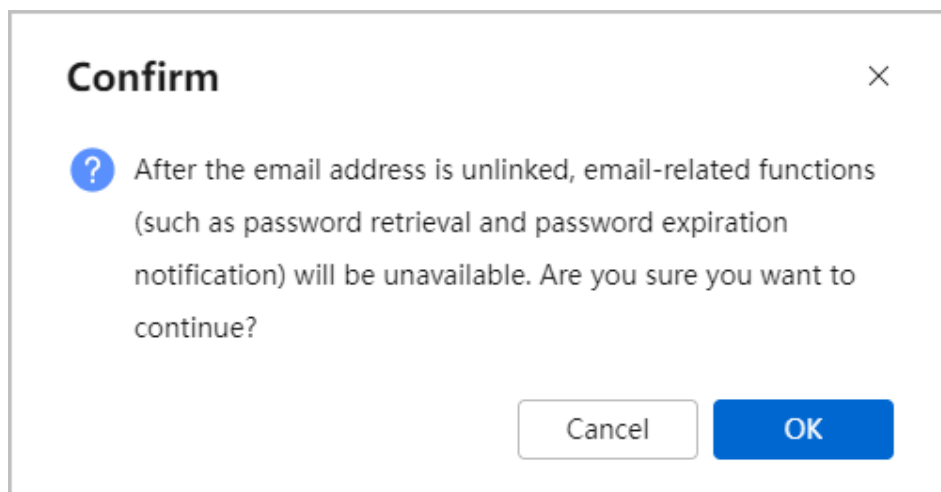 Confirm
After the email address is unlinked, email-related functions
(such as password retrieval and password expiration
notification) will be unavailable. Are you sure you want to
continue?
Cancel
OK